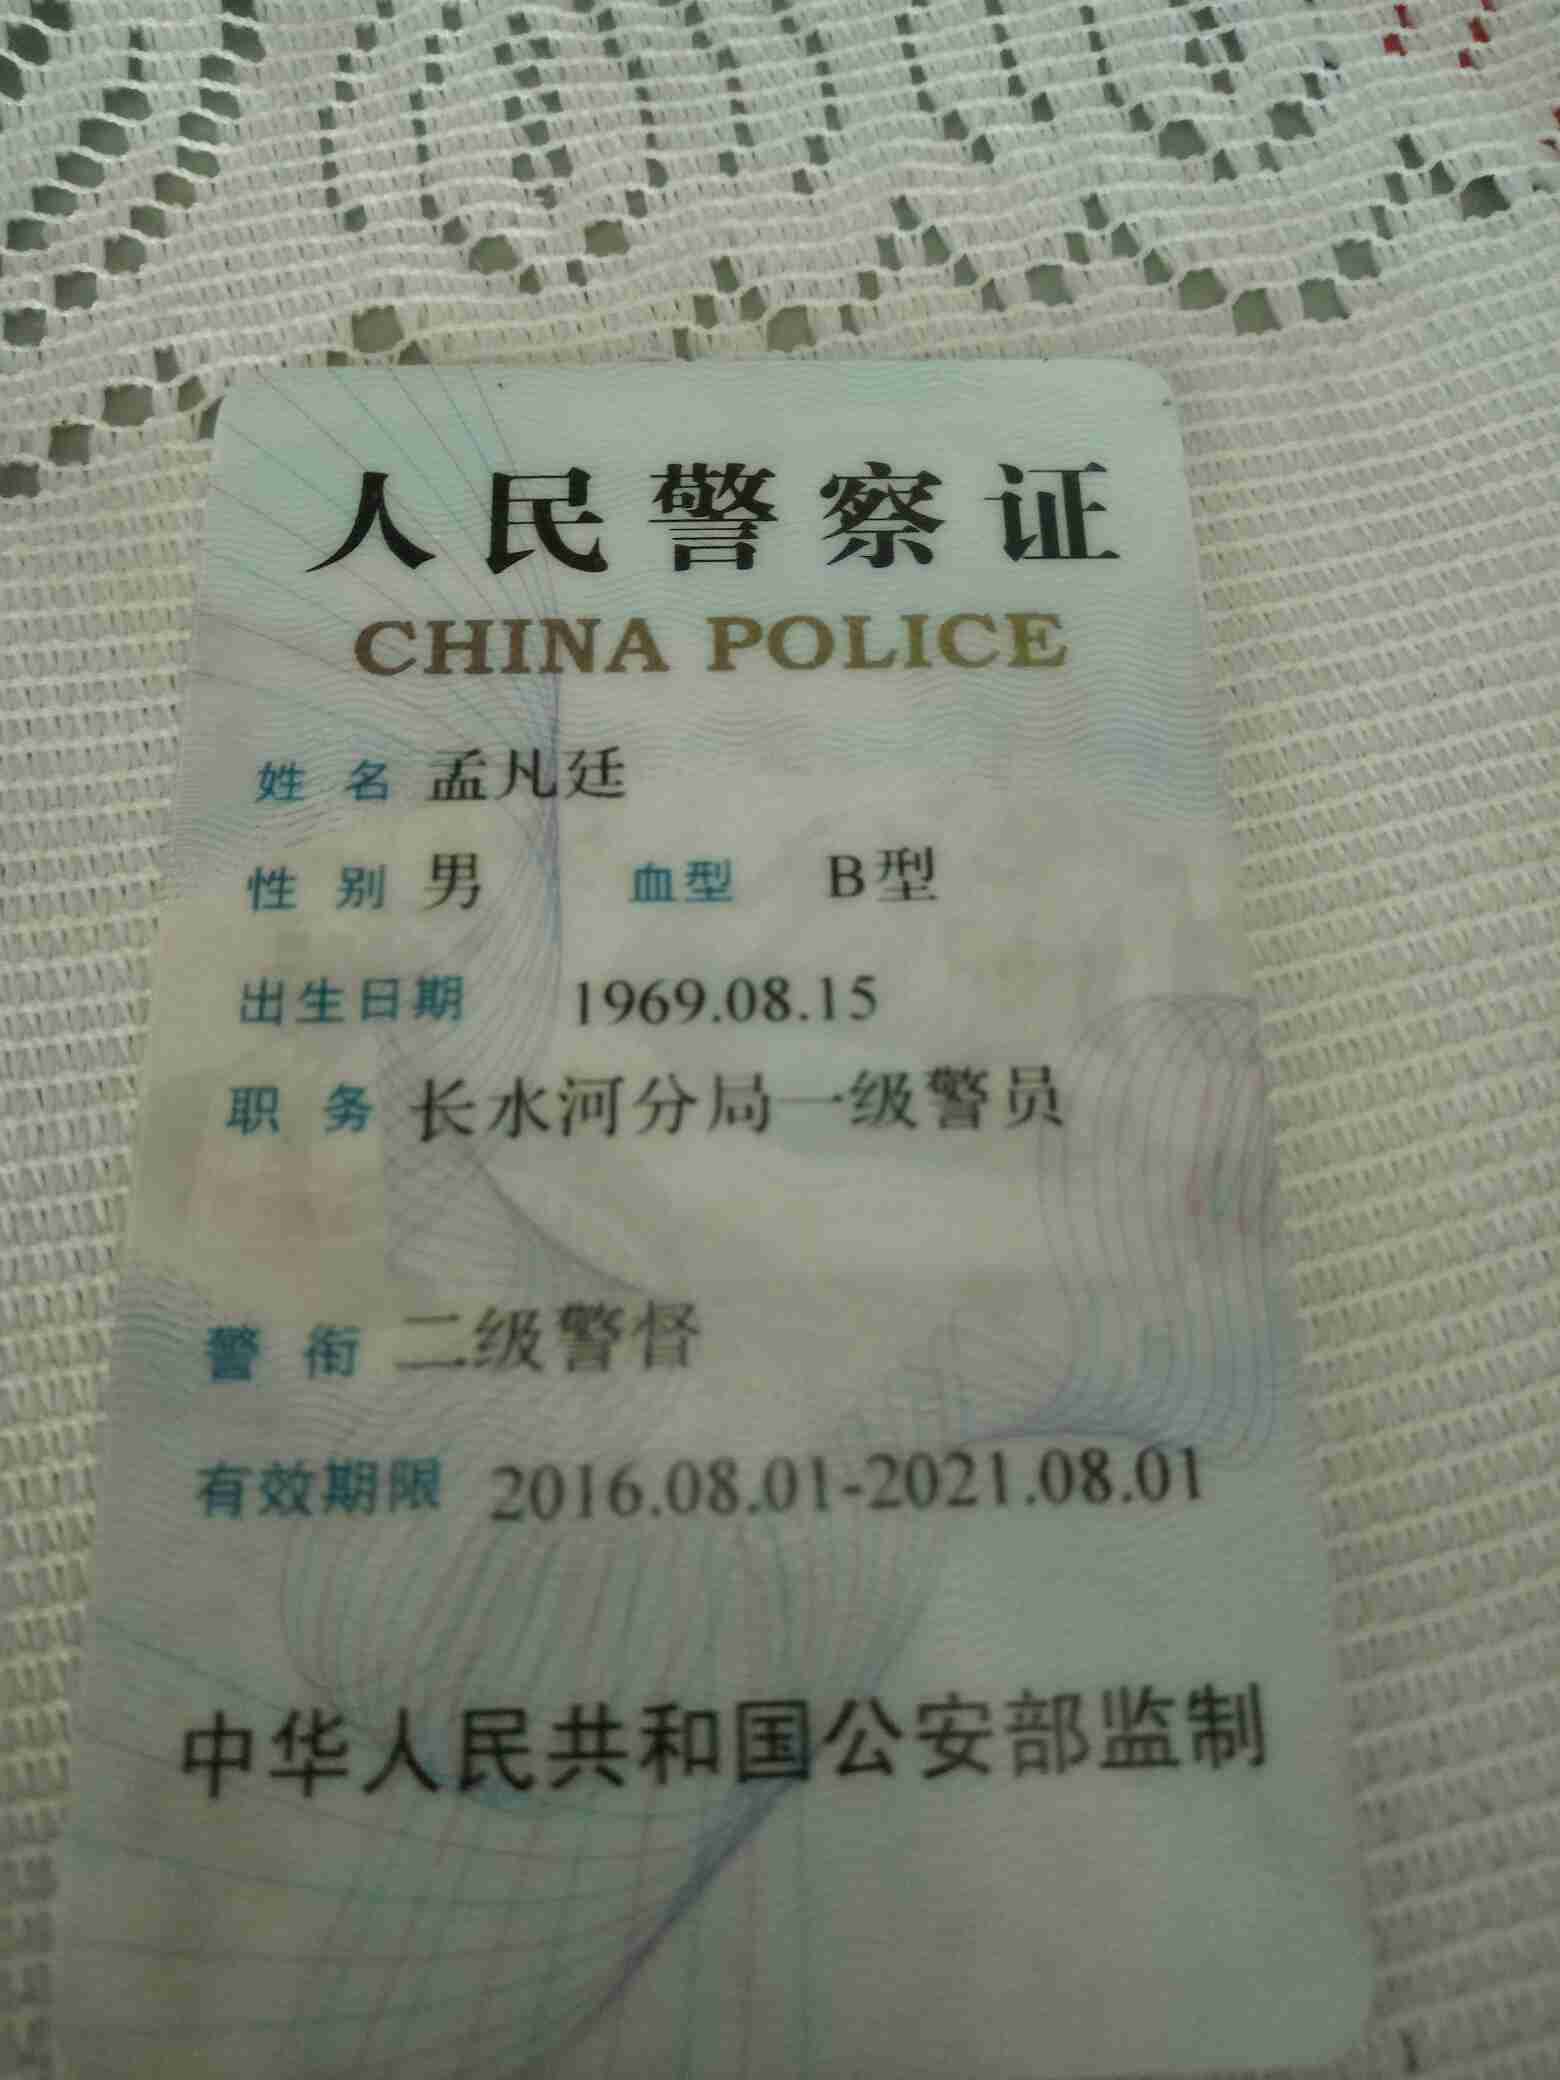 人民警察证
CHINA POLICE
姓 名 孟凡廷
性 别 男 血型 B型
出生日期 1969.08.15
职 务 长水河分局一级警员
警 衔 二级警督
有效期限 2016.08.01-2021.08.01
中华人民共和国公安部监制